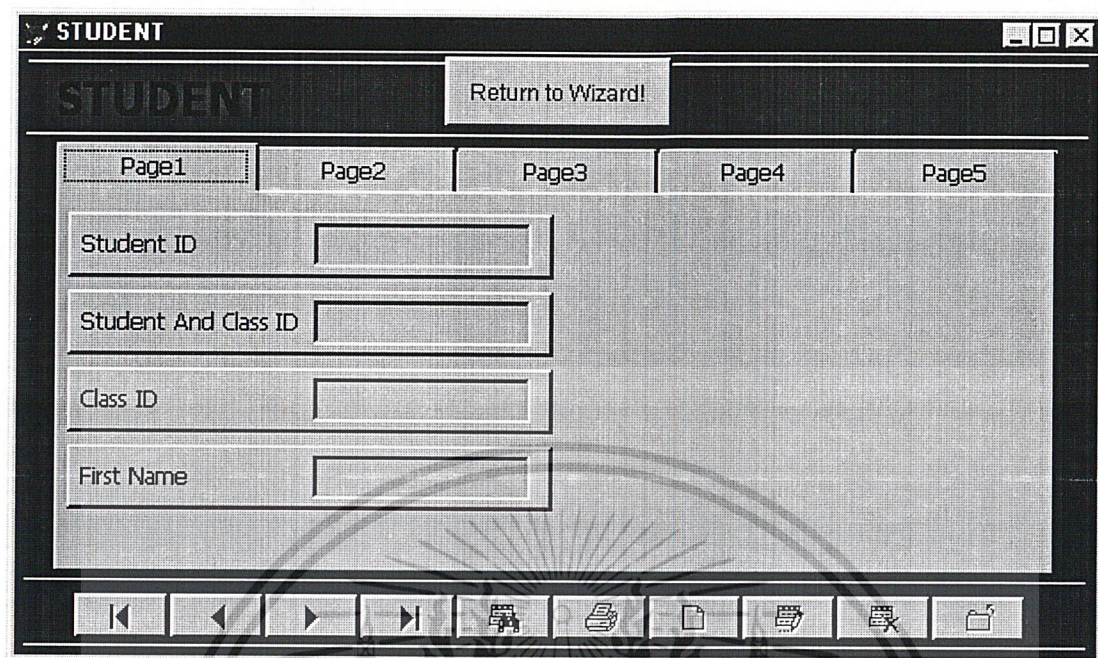 STUDENT
STUDENT
Return to Wizard!
Page1 Page2 Page3 Page4 Page5
Student ID
Student And Class ID
Class ID
First Name